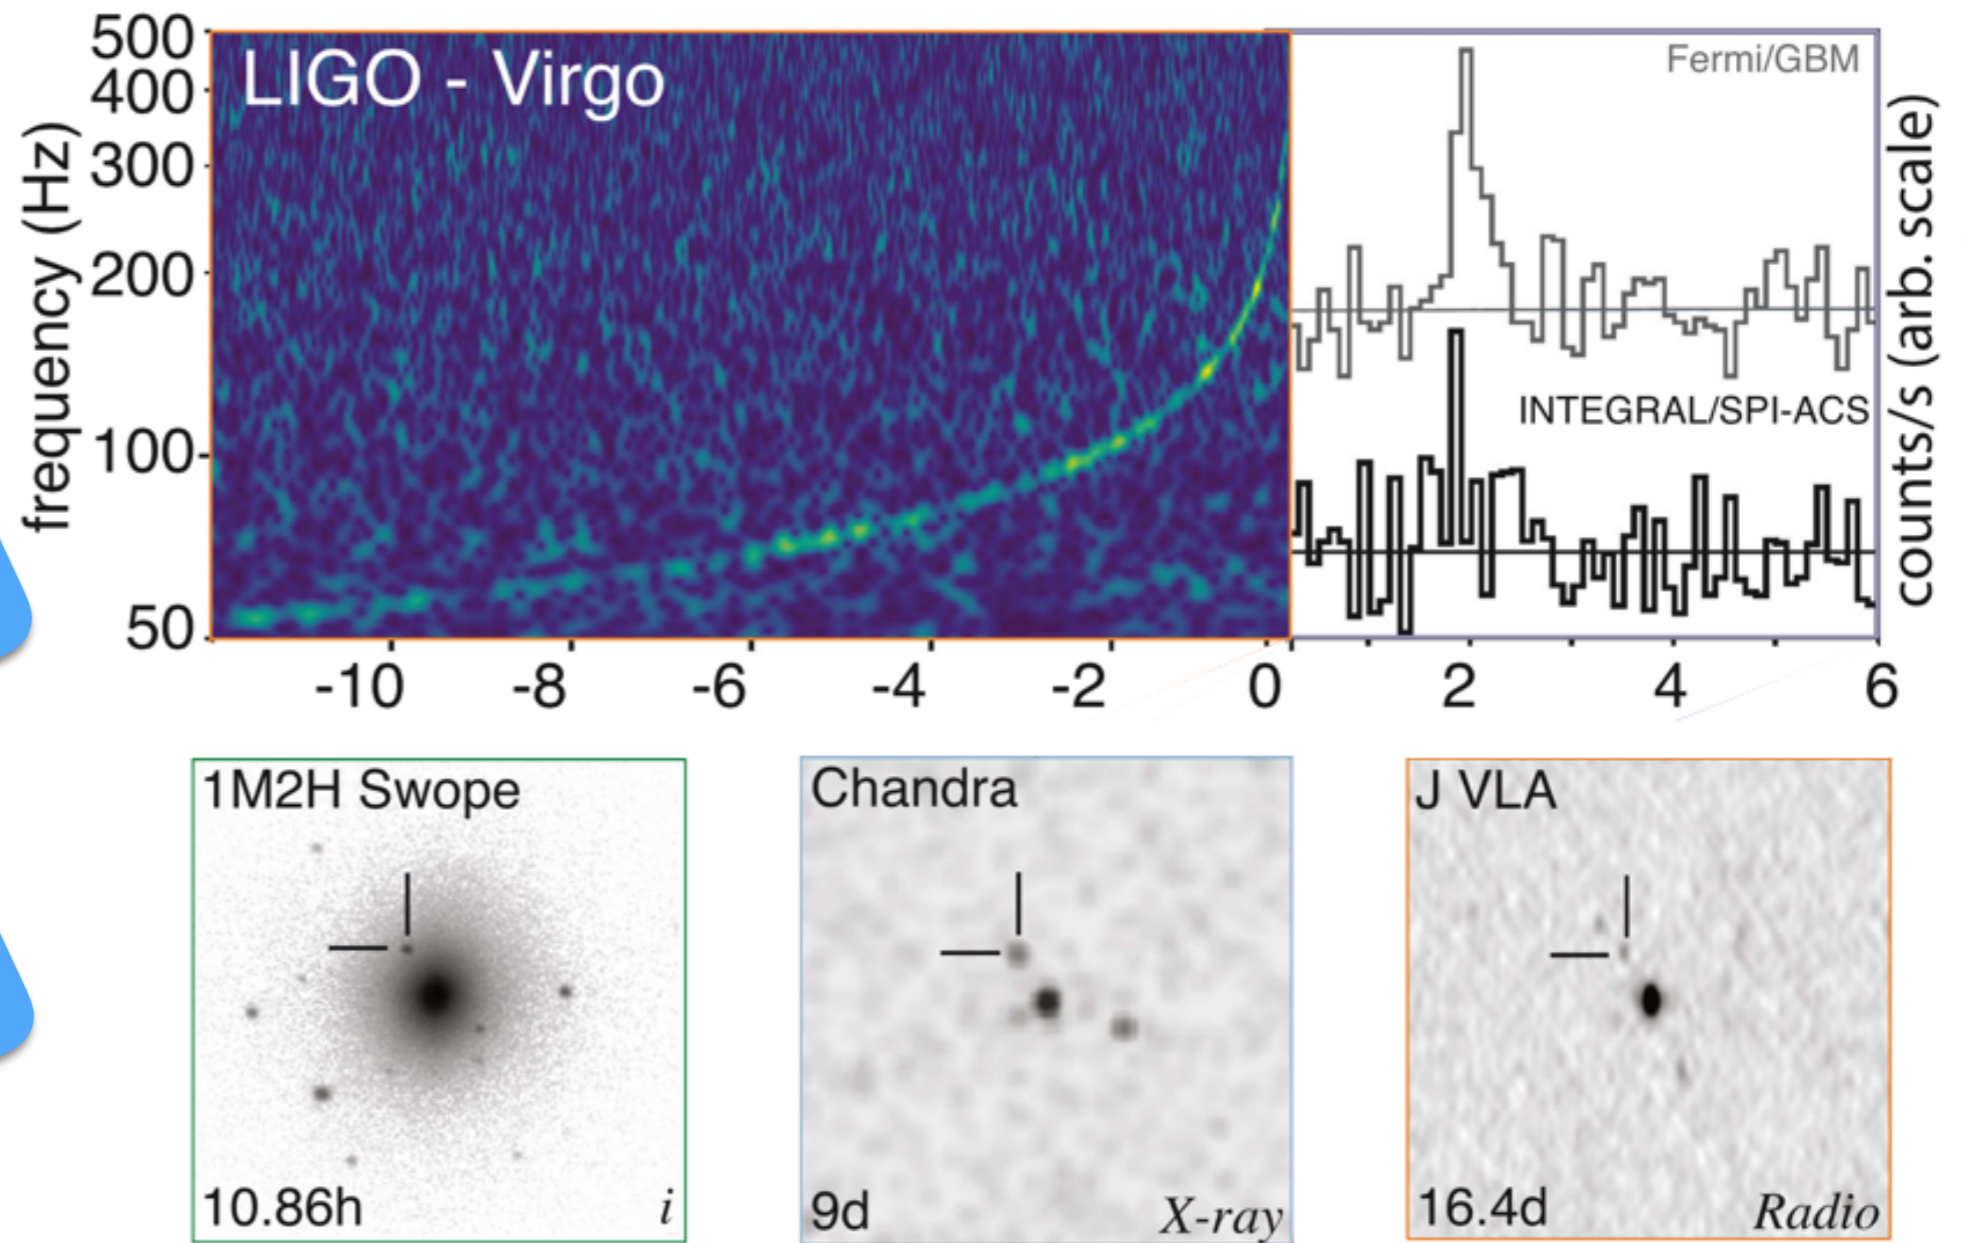 LIGO - Virgo
Fermi/GBM
INTEGRAL/SPI-ACS
frequency (Hz)
500
400
300
200
100
50
counts/s (arb. scale)
-10 -8 -6 -4 -2 0 2 4 6
1M2H Swope
10.86h
i
Chandra
9d
X-ray
J VLA
16.4d
Radio